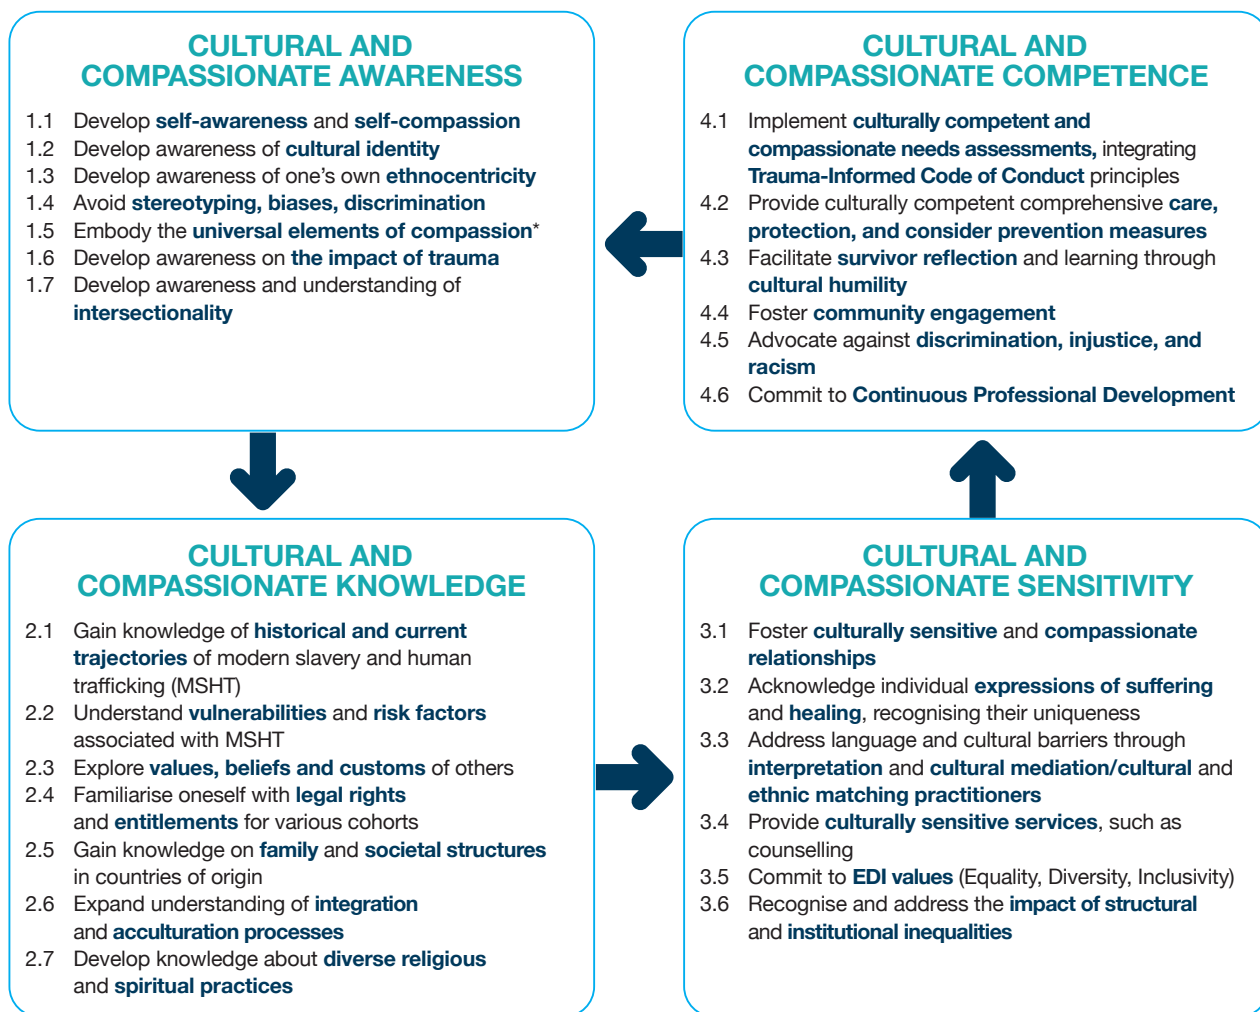 CULTURAL AND
COMPASSIONATE AWARENESS
1.1 Develop self-awareness and self-compassion
1.2 Develop awareness of cultural identity
1.3 Develop awareness of one's own ethnocentricity
1.4 Avoid stereotyping, biases, discrimination
1.5 Embody the universal elements of compassion*
1.6 Develop awareness on the impact of trauma
1.7 Develop awareness and understanding of
intersectionality
CULTURAL AND
COMPASSIONATE KNOWLEDGE
2.1 Gain knowledge of historical and current
trajectories of modern slavery and human
trafficking (MSHT)
2.2 Understand vulnerabilities and risk factors
associated with MSHT
2.3 Explore values, beliefs and customs of others
2.4 Familiarise oneself with legal rights
and entitlements for various cohorts
2.5 Gain knowledge on family and societal structures
in countries of origin
2.6 Expand understanding of integration
and acculturation processes
2.7 Develop knowledge about diverse religious
and spiritual practices
CULTURAL AND
COMPASSIONATE SENSITIVITY
3.1 Foster culturally sensitive and compassionate
relationships
3.2 Acknowledge individual expressions of suffering
and healing, recognising their uniqueness
3.3 Address language and cultural barriers through
interpretation and cultural mediation/cultural and
ethnic matching practitioners
3.4 Provide culturally sensitive services, such as
counselling
3.5 Commit to EDI values (Equality, Diversity, Inclusivity)
3.6 Recognise and address the impact of structural
and institutional inequalities
CULTURAL AND
COMPASSIONATE COMPETENCE
4.1 Implement culturally competent and
compassionate needs assessments, integrating
Trauma-Informed Code of Conduct principles
4.2 Provide culturally competent comprehensive care,
protection, and consider prevention measures
4.3 Facilitate survivor reflection and learning through
cultural humility
4.4 Foster community engagement
4.5 Advocate against discrimination, injustice, and
racism
4.6 Commit to Continuous Professional Development